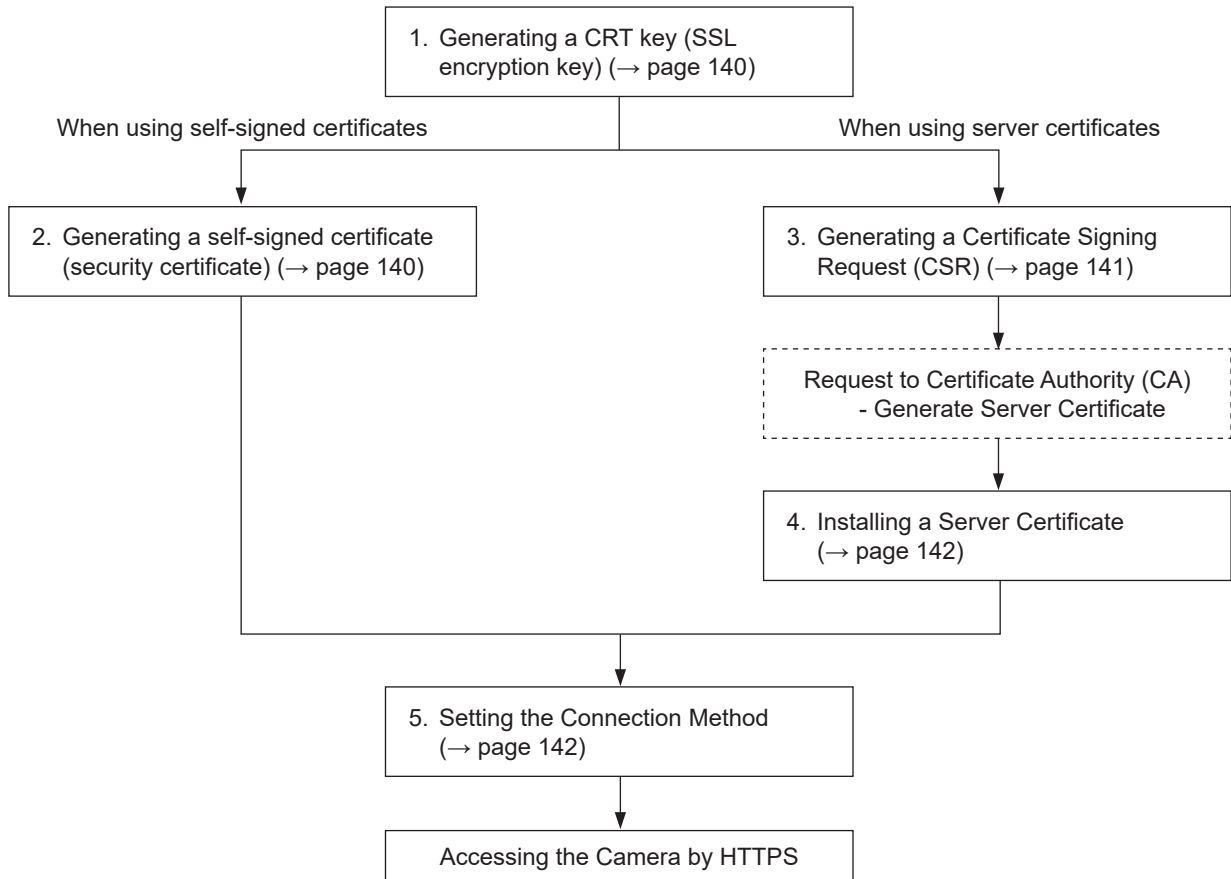 1. Generating a CRT key (SSL
encryption key) (→ page 140)
When using self-signed certificates
When using server certificates
2. Generating a self-signed certificate
(security certificate) (→ page 140)
3. Generating a Certificate Signing
Request (CSR) (→ page 141)
Request to Certificate Authority (CA)
- Generate Server Certificate
4. Installing a Server Certificate
(→ page 142)
5. Setting the Connection Method
(→ page 142)
Accessing the Camera by HTTPS